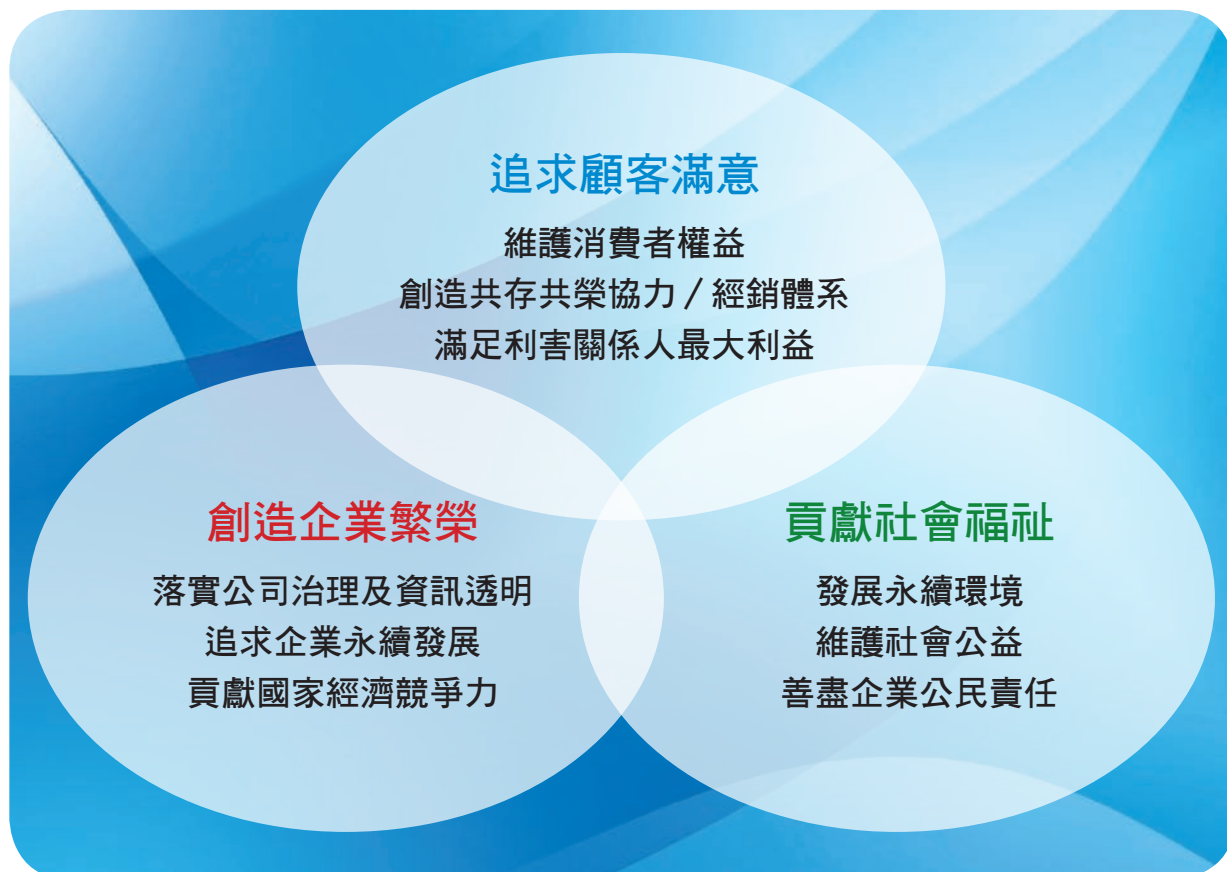 追求顧客滿意
維護消費者權益
創造共存共榮協力／經銷體系
滿足利害關係人最大利益
創造企業繁榮
落實公司治理及資訊透明
追求企業永續發展
貢獻國家經濟競爭力
貢獻社會福祉
發展永續環境
維護社會公益
善盡企業公民責任